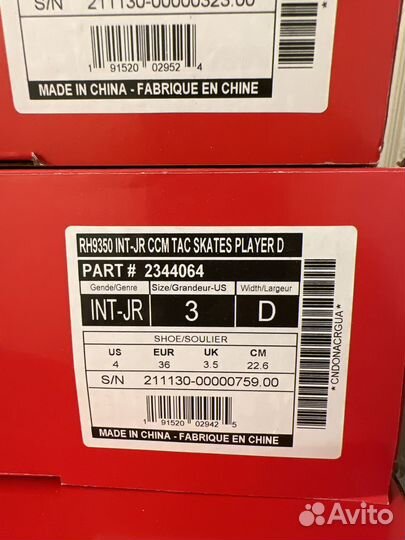 S/N 211130-00000323.00
1 91520 02952 4
MADE IN CHINA - FABRIQUE EN CHINE
RH9350 INT-JR CCM TAC SKATES PLAYER D
PART # 2344064
Gende/Genre Size/Grandeur-US Width/Largeur
INT-JR 3 D
SHOE/SOULIER
US EUR UK CM
4 36 3.5 22.6
S/N 211130-00000759.00
1 91520 02942 5
MADE IN CHINA - FABRIQUE EN CHINE
*CNDONACRGUA*
Avito